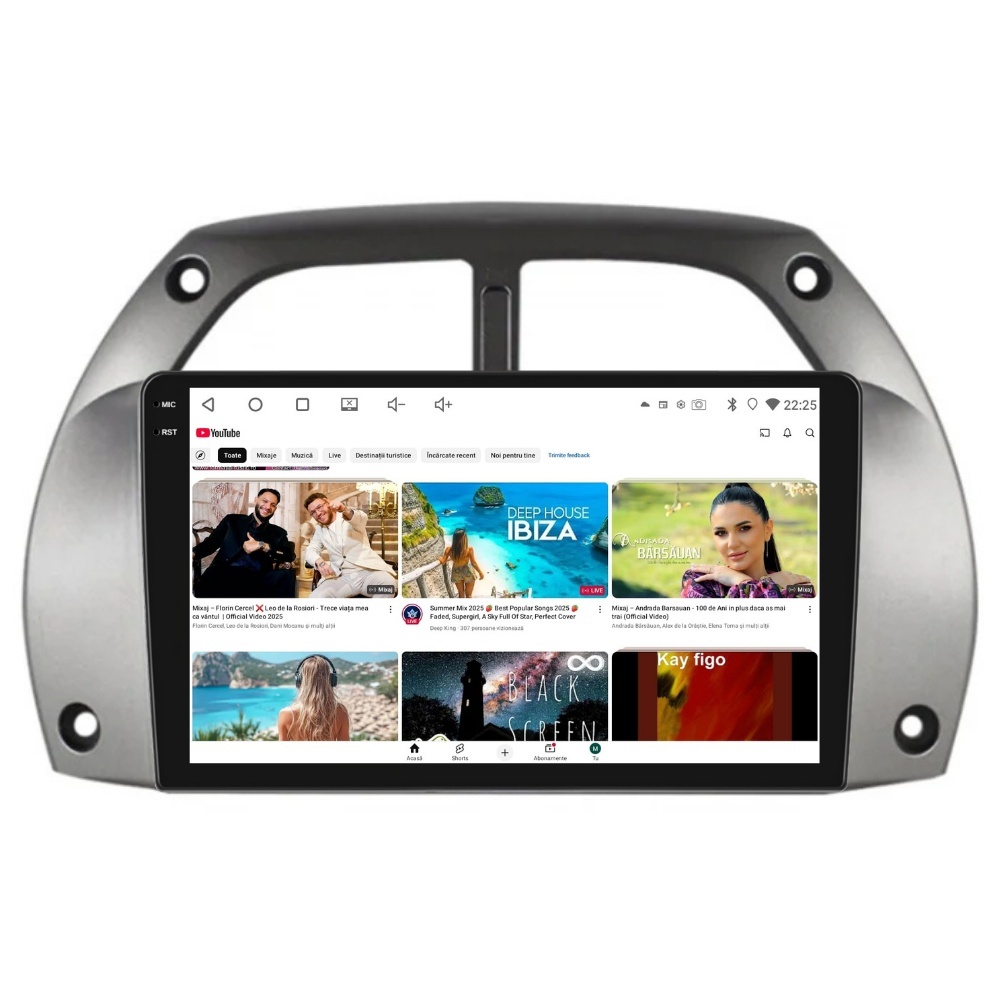 MIC
22:25
RST
YouTube
Toate
Mixaje
Muzică
Live
Destinații turistice
Încărcate recent
Noi pentru tine
Trimite feedback
Mixaj
DEEP HOUSE
IBIZA
LIVE
ANDRADA
BĂRSĂUAN
Mixaj
Mixaj – Florin Cercel ❌ Leo de la Rosiori - Trece viața mea
ca vântul | Official Video 2025
Florin Cercel, Leo de la Rosiori, Deni Mocanu și mulți alții
LIVE
Summer Mix 2025 🍓 Best Popular Songs 2025 🍓
Faded, Supergirl, A Sky Full Of Star, Perfect Cover
Deep King · 307 persoane vizionează
Mixaj – Andrada Barsauan - 100 de Ani in plus daca as mai
trai (Official Video)
Andrada Bărsăuan, Alex de la Orăștie, Elena Toma și mulți alții
BLACK
SCREEN
Kay figo
Acasă
Shorts
Abonamente
M
Tu